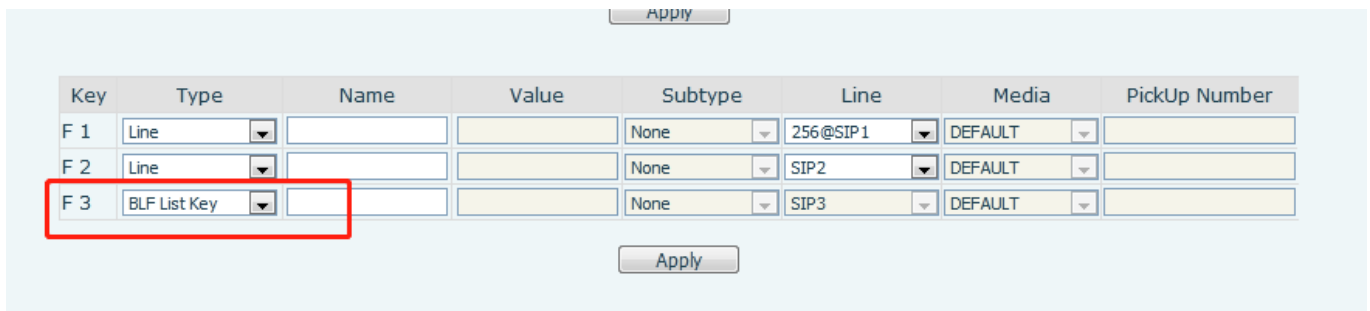 Apply
Key Type Name Value Subtype Line Media PickUp Number
F 1 Line None 256@SIP1 DEFAULT
F 2 Line None SIP2 DEFAULT
F 3 BLF List Key None SIP3 DEFAULT
Apply